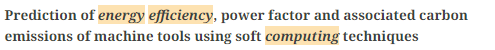 Prediction of energy efficiency, power factor and associated carbon
emissions of machine tools using soft computing techniques